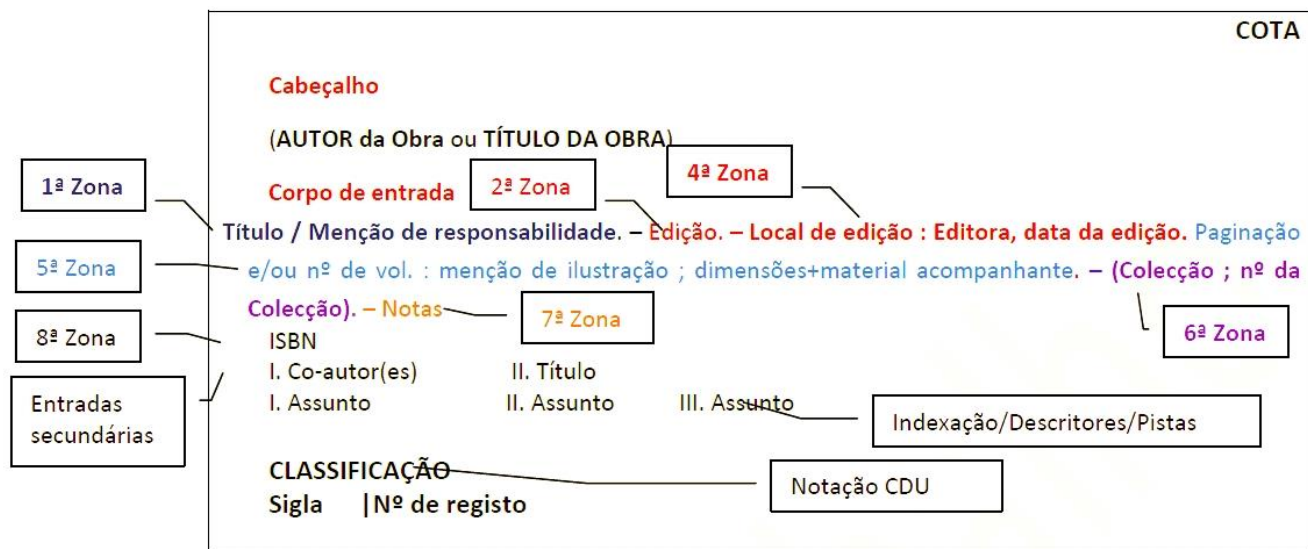 COTA
Cabeçalho
(AUTOR da Obra ou TÍTULO DA OBRA)
4ª Zona
1ª Zona
Corpo de entrada
2ª Zona
Título / Menção de responsabilidade. – Edição. – Local de edição : Editora, data da edição. Paginação
5ª Zona
e/ou nº de vol. : menção de ilustração ; dimensões+material acompanhante. – (Colecção ; nº da
Colecção). – Notas
7ª Zona
6ª Zona
8ª Zona
ISBN
I. Co-autor(es) II. Título
Entradas
secundárias
I. Assunto II. Assunto III. Assunto
Indexação/Descritores/Pistas
CLASSIFICAÇÃO
Notação CDU
Sigla |Nº de registo